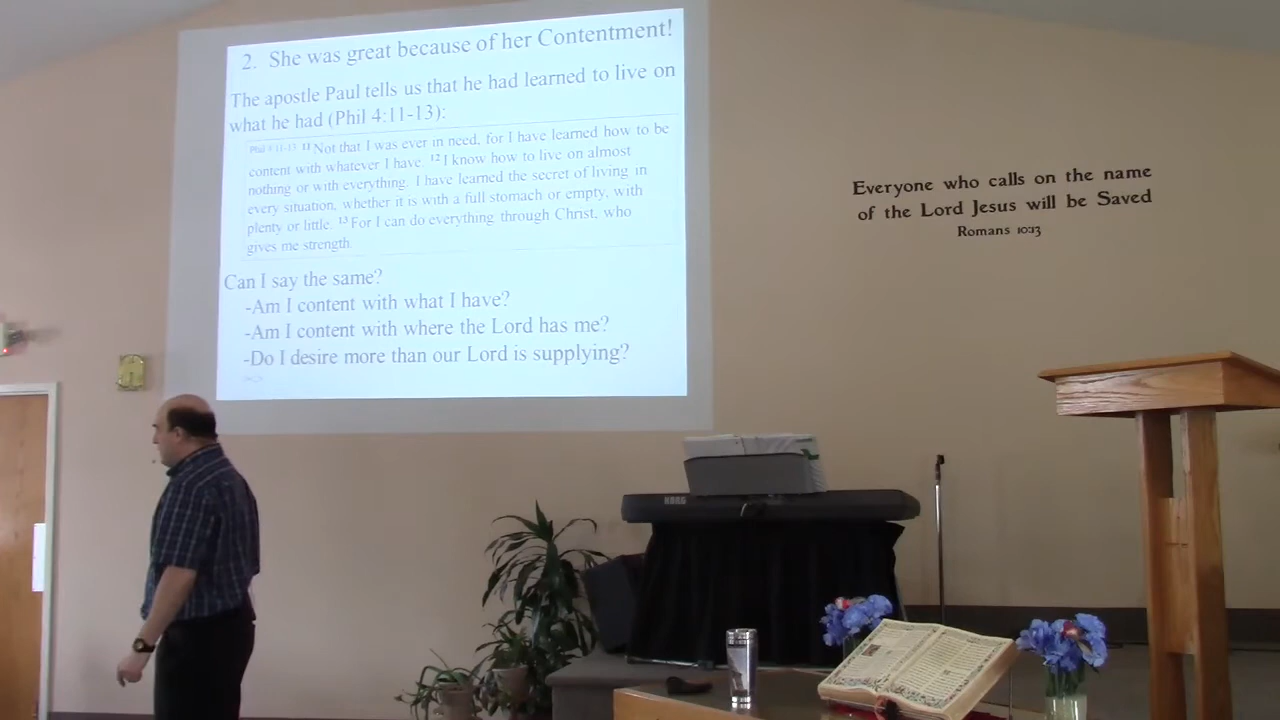 2. She was great because of her Contentment!
The apostle Paul tells us that he had learned to live on
what he had (Phil 4:11-13):
Phil 4:11-13 11 Not that I was ever in need, for I have learned how to be
content with whatever I have. 12 I know how to live on almost
nothing or with everything. I have learned the secret of living in
every situation, whether it is with a full stomach or empty, with
plenty or little. 13 For I can do everything through Christ, who
gives me strength.
Can I say the same?
-Am I content with what I have?
-Am I content with where the Lord has me?
-Do I desire more than our Lord is supplying?
Everyone who calls on the name
of the Lord Jesus will be Saved
Romans 10:13
KORG